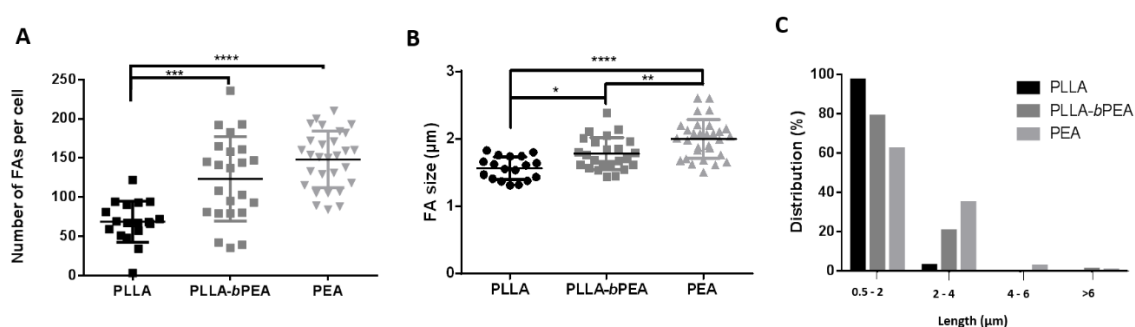 A
Number of FAs per cell
250
200
150
100
50
0
****
***
PLLA
PLLA-bPEA
PEA
B
FA size (μm)
3
2
1
0
****
**
*
PLLA
PLLA-bPEA
PEA
C
Distribution (%)
100
80
60
40
20
0
PLLA
PLLA-bPEA
PEA
0.5 - 2
2 - 4
4 - 6
>6
Length (μm)